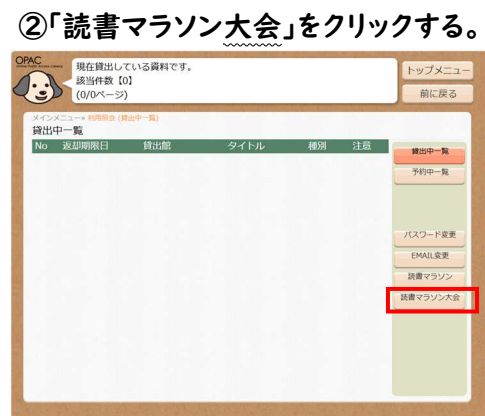 ②「読書マラソン大会」をクリックする。
OPAC
現在貸出している資料です。
該当件数【0】
(0/0ページ)
トップメニュー
前に戻る
メインメニュー» 利用照会 (貸出中一覧)
貸出中一覧
No 返却期限日 貸出館 タイトル 種別 注意
貸出中一覧
予約中一覧
パスワード変更
EMAIL変更
読書マラソン
読書マラソン大会